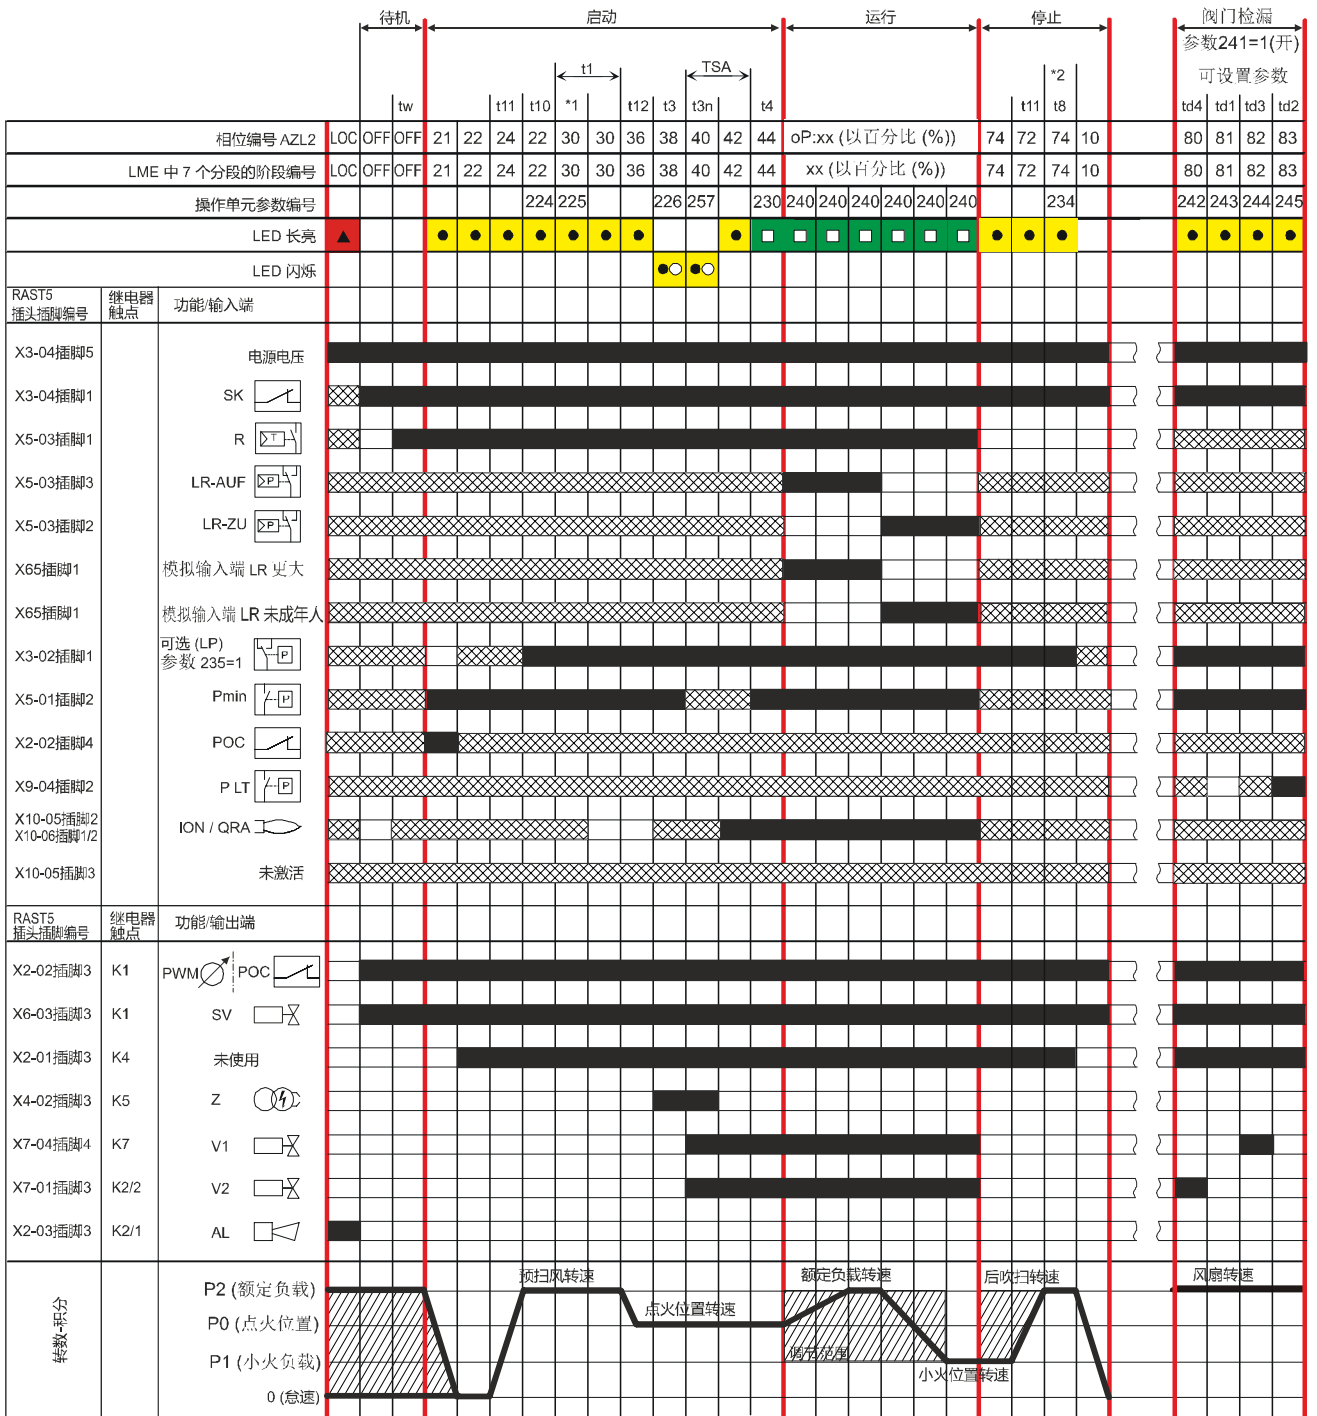 待机 启动 运行 停止 阀门检漏
参数241=1(开)
t1 TSA *2 可设置参数
tw t11 t10 *1 t12 t3 t3n t4 t11 t8 td4 td1 td3 td2
相位编号 AZL2 LOC OFF OFF 21 22 24 22 30 30 36 38 40 42 44 oP:xx (以百分比 (%)) 74 72 74 10 80 81 82 83
LME 中 7 个分段的阶段编号 LOC OFF OFF 21 22 24 22 30 30 36 38 40 42 44 xx (以百分比 (%)) 74 72 74 10 80 81 82 83
操作单元参数编号 224 225 226 257 230 240 240 240 240 240 240 234 242 243 244 245
LED 长亮
LED 闪烁
RAST5 插头插脚编号 继电器触点 功能/输入端
X3-04插脚5 电源电压
X3-04插脚1 SK
X5-03插脚1 R T
X5-03插脚3 LR-AUF P
X5-03插脚2 LR-ZU P
X65插脚1 模拟输入端 LR 更大
X65插脚1 模拟输入端 LR 未成年人
X3-02插脚1 可选 (LP) 参数 235=1 P
X5-01插脚2 Pmin P
X2-02插脚4 POC
X9-04插脚2 P LT P
X10-05插脚2
X10-06插脚1/2 ION / QRA
X10-05插脚3 未激活
RAST5 插头插脚编号 继电器触点 功能/输出端
X2-02插脚3 K1 PWM POC
X6-03插脚3 K1 SV
X2-01插脚3 K4 未使用
X4-02插脚3 K5 Z
X7-04插脚4 K7 V1
X7-01插脚3 K2/2 V2
X2-03插脚3 K2/1 AL
转数-积分
P2 (额定负载) 预扫风转速 额定负载转速 后吹扫转速 风扇转速
P0 (点火位置) 点火位置转速
P1 (小火负载) 调节范围 小火位置转速
0 (怠速)